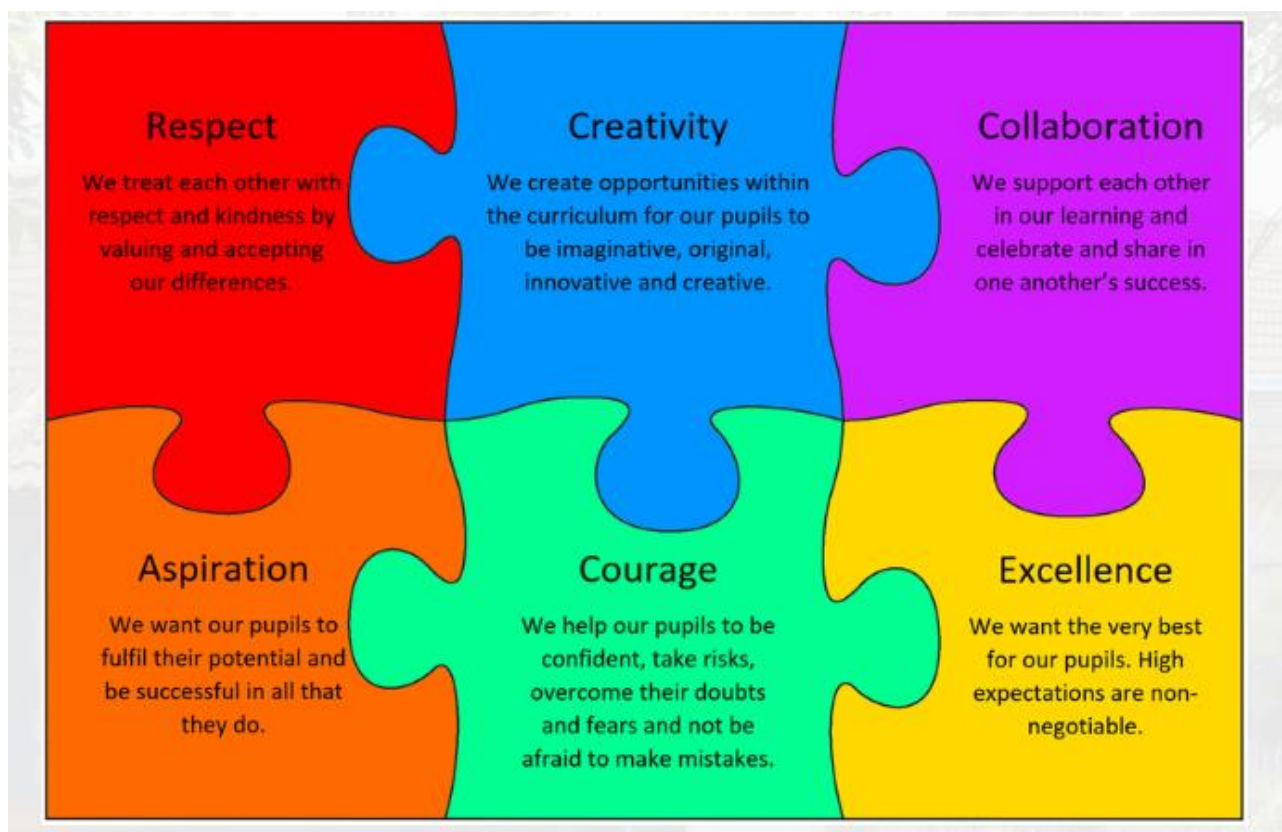 Respect
We treat each other with
respect and kindness by
valuing and accepting
our differences.
Creativity
We create opportunities within
the curriculum for our pupils to
be imaginative, original,
innovative and creative.
Collaboration
We support each other
in our learning and
celebrate and share in
one another’s success.
Aspiration
We want our pupils to
fulfil their potential and
be successful in all that
they do.
Courage
We help our pupils to be
confident, take risks,
overcome their doubts
and fears and not be
afraid to make mistakes.
Excellence
We want the very best
for our pupils. High
expectations are non-
negotiable.